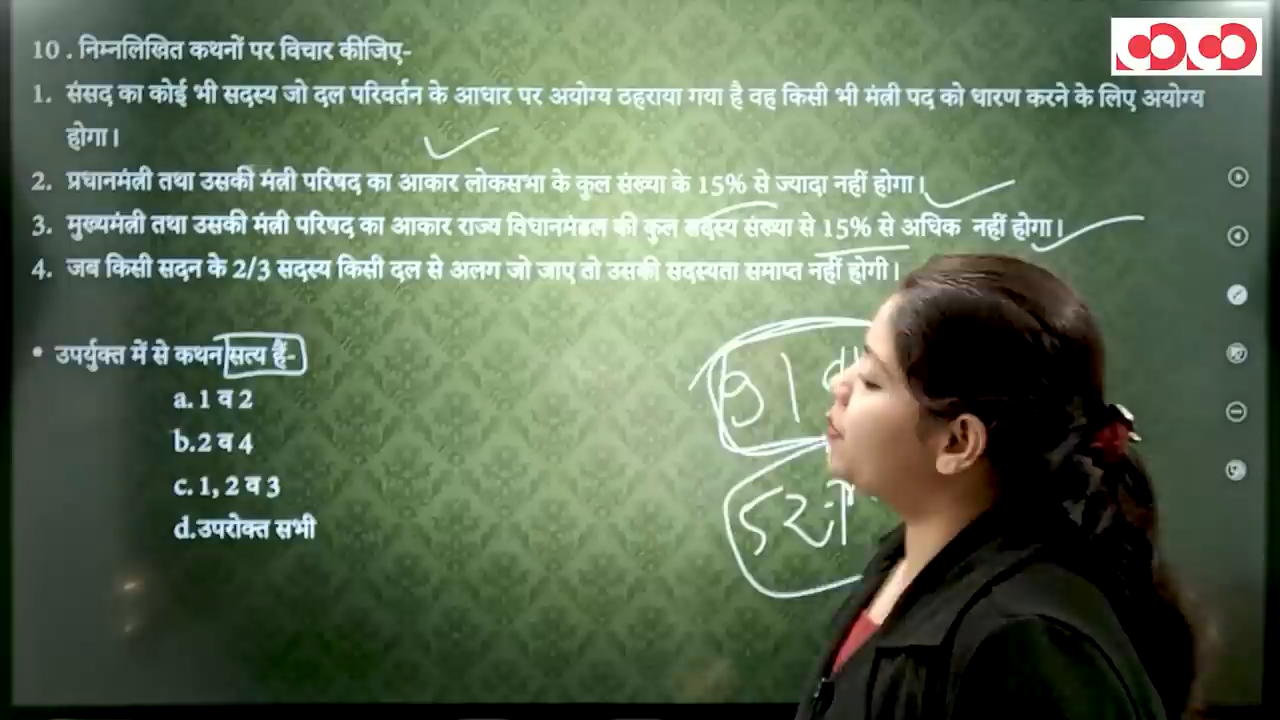 10 . निम्नलिखित कथनों पर विचार कीजिए-
1. संसद का कोई भी सदस्य जो दल परिवर्तन के आधार पर अयोग्य ठहराया गया है वह किसी भी मंत्री पद को धारण करने के लिए अयोग्य
होगा।
2. प्रधानमंत्री तथा उसकी मंत्री परिषद का आकार लोकसभा के कुल संख्या के 15% से ज्यादा नहीं होगा।
3. मुख्यमंत्री तथा उसकी मंत्री परिषद का आकार राज्य विधानमंडल की कुल सदस्य संख्या से 15% से अधिक नहीं होगा।
4. जब किसी सदन के 2/3 सदस्य किसी दल से अलग जो जाए तो उसकी सदस्यता समाप्त नहीं होगी।
• उपर्युक्त में से कथन सत्य हैं-
a. 1 व 2
b.2 व 4
c. 1, 2 व 3
d.उपरोक्त सभी